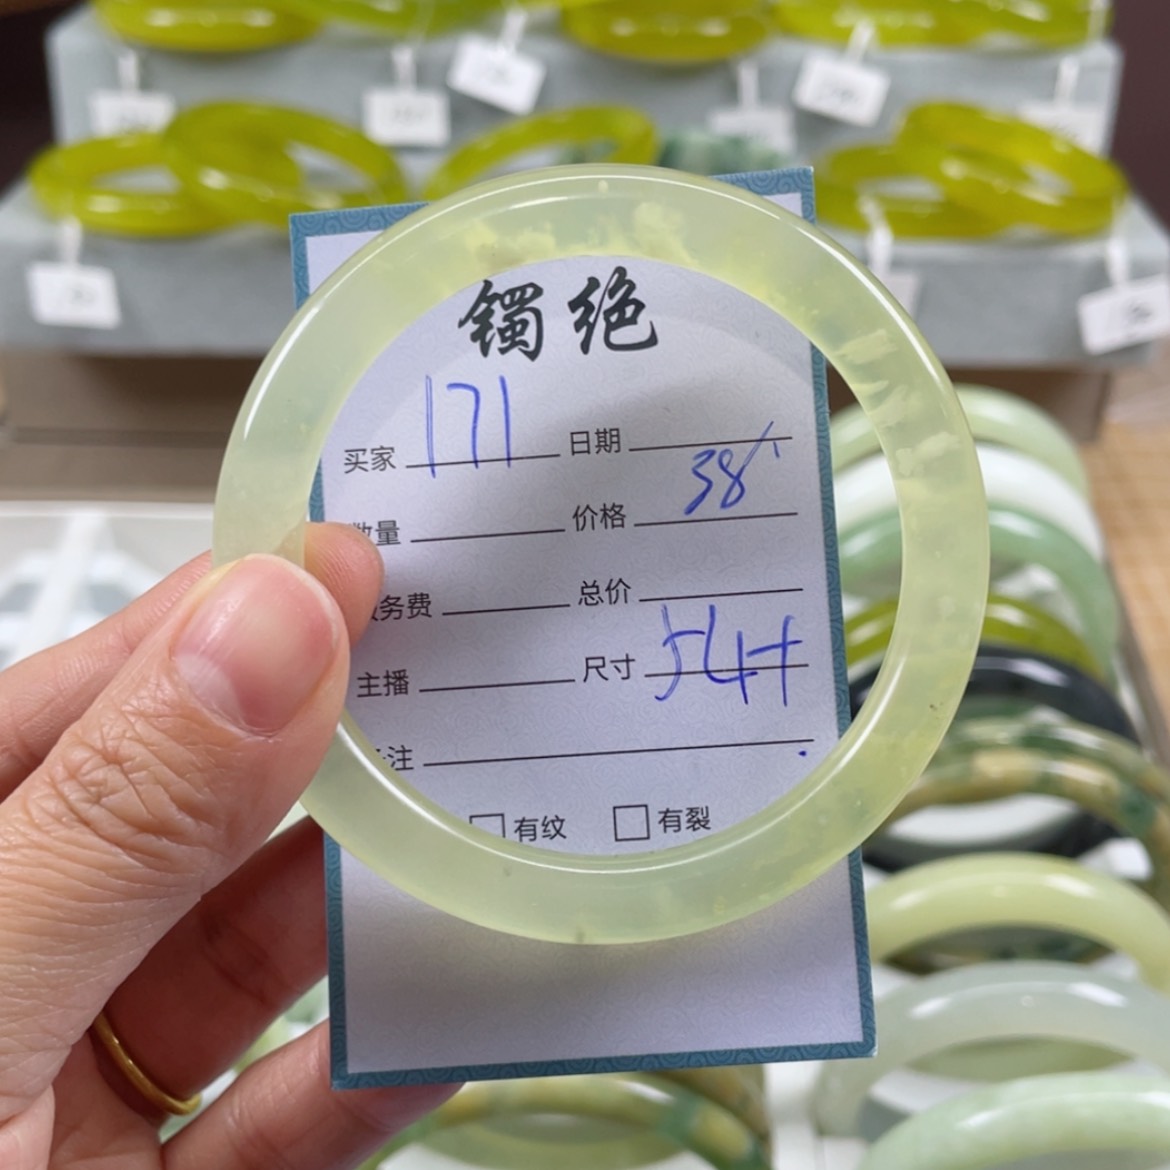 镯绝
买家 171 日期
数量 价格 38
务费 总价
主播 尺寸 54+
注
有纹 有裂